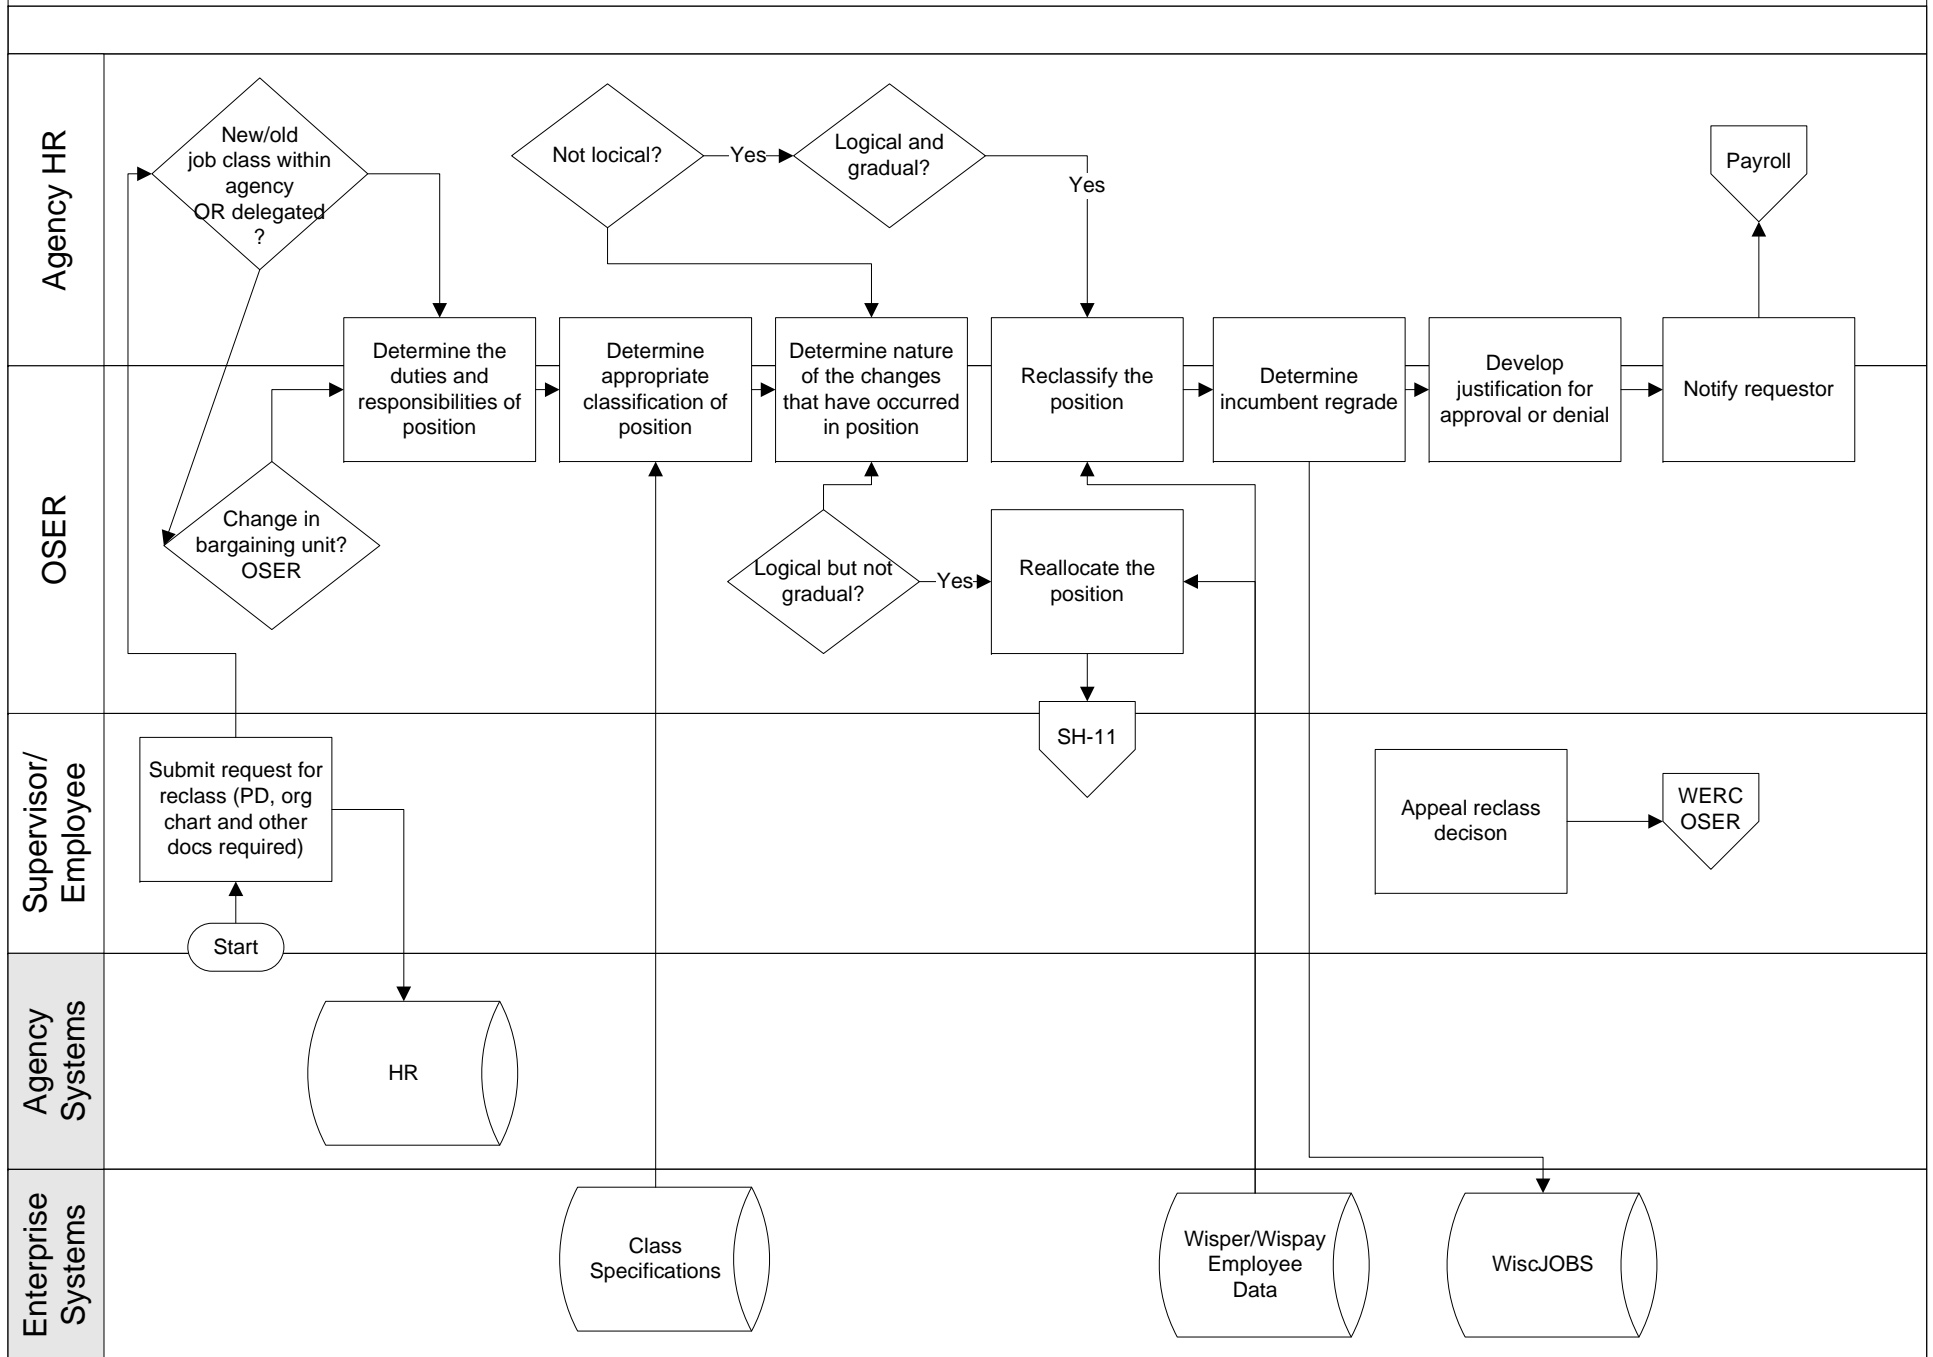 Agency HR
New/old
job class within
agency
OR delegated
?
Not locical?
Yes
Logical and
gradual?
Yes
Payroll
Determine the
duties and
responsibilities of
position
Determine
appropriate
classification of
position
Determine nature
of the changes
that have occurred
in position
Reclassify the
position
Determine
incumbent regrade
Develop
justification for
approval or denial
Notify requestor
OSER
Change in
bargaining unit?
OSER
Logical but not
gradual?
Yes
Reallocate the
position
Supervisor/
Employee
Submit request for
reclass (PD, org
chart and other
docs required)
Start
SH-11
Appeal reclass
decison
WERC
OSER
Agency
Systems
HR
Enterprise
Systems
Class
Specifications
Wisper/Wispay
Employee
Data
WiscJOBS